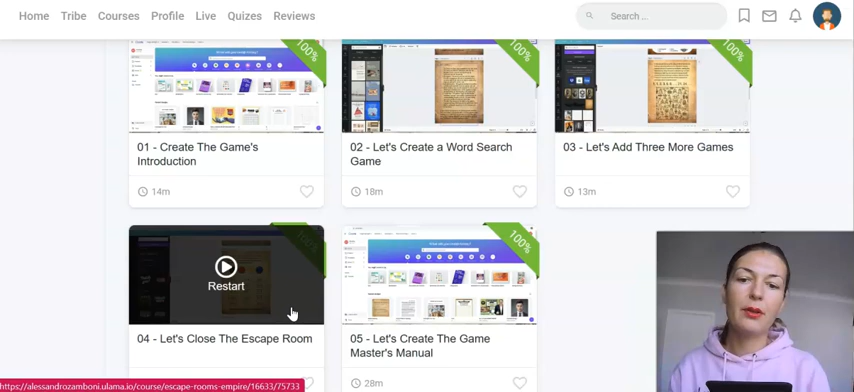 Home Tribe Courses Profile Live Quizes Reviews Search ...
100% 100% 100%
01 - Create The Game's
Introduction
14m
02 - Let's Create a Word Search
Game
18m
03 - Let's Add Three More Games
13m
100%
Restart
04 - Let's Close The Escape Room
100%
05 - Let's Create The Game
Master's Manual
28m
https://alessandrozamboni.ulama.io/course/escape-rooms-empire/16633/75733